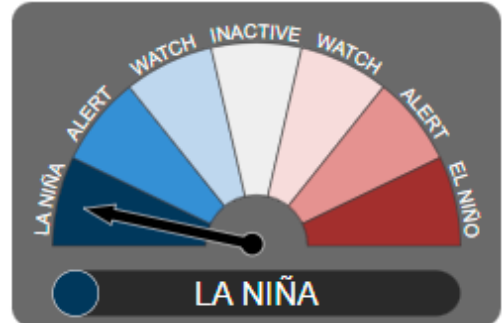 LA NIÑA
ALERT
WATCH
INACTIVE
WATCH
ALERT
EL NIÑO
LA NIÑA